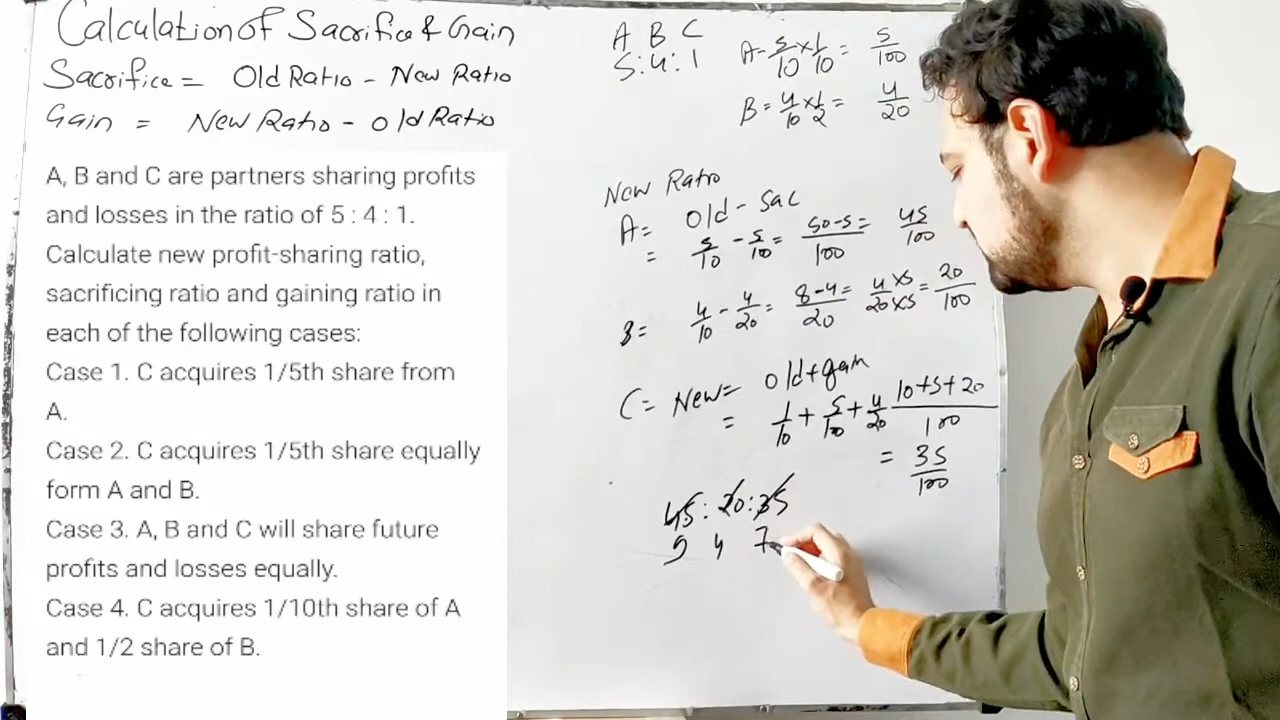 Calculation of Sacrifice & Gain
Sacrifice = Old Ratio - New Ratio
Gain = New Ratio - Old Ratio
A, B and C are partners sharing profits
and losses in the ratio of 5 : 4 : 1.
Calculate new profit-sharing ratio,
sacrificing ratio and gaining ratio in
each of the following cases:
Case 1. C acquires 1/5th share from
A.
Case 2. C acquires 1/5th share equally
form A and B.
Case 3. A, B and C will share future
profits and losses equally.
Case 4. C acquires 1/10th share of A
and 1/2 share of B.
A B C
5:4:1
A- 5/10 × 1/10 = 5/100
B = 4/10 × 1/2 = 4/20
New Ratio
A= Old - Sac
= 5/10 - 5/100 = 50-5/100 = 45/100
B= 4/10 - 4/20 = 8-4/20 = 4×5/20×5 = 20/100
C= New= Old+gain
= 1/10 + 5/100 + 4/20 10+5+20/100
= 35/100
45:20:35
9 4 7